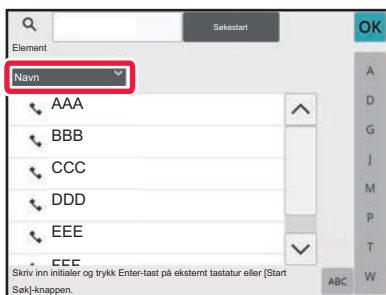 Søkestart
OK
Element
Navn
A
AAA
D
BBB
G
CCC
J
M
DDD
P
EEE
T
FFF
Skriv inn initialer og trykk Enter-tast på eksternt tastatur eller [Start
Søk]-knappen.
ABC
W